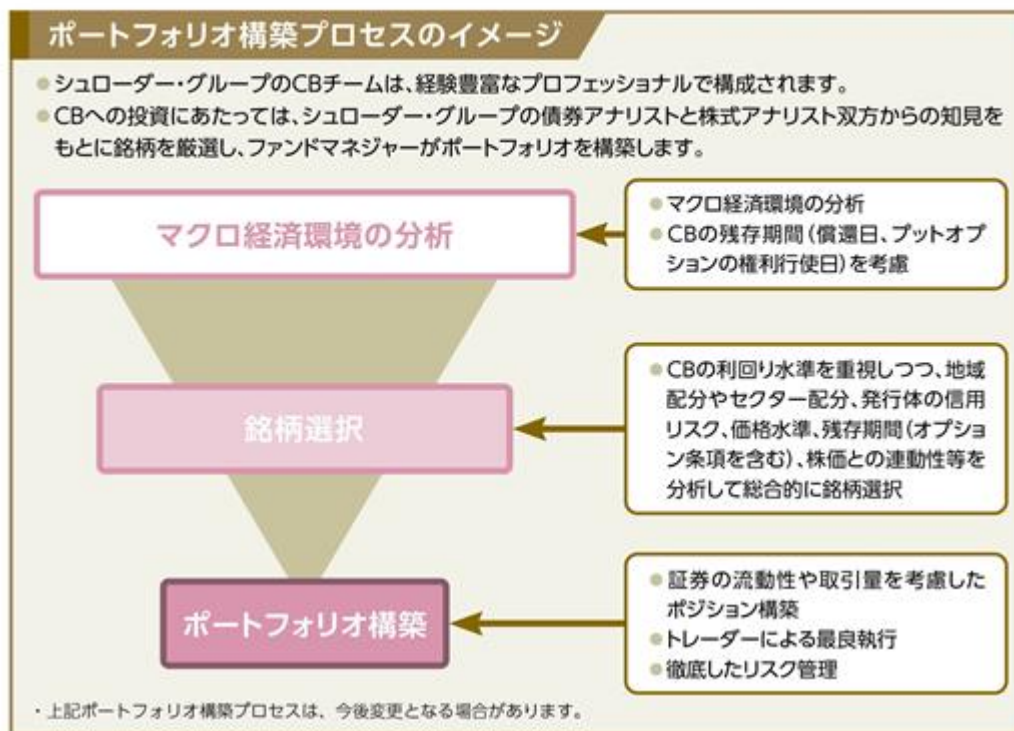 ポートフォリオ構築プロセスのイメージ
●シュローダー・グループのCBチームは、経験豊富なプロフェッショナルで構成されます。
●CBへの投資にあたっては、シュローダー・グループの債券アナリストと株式アナリスト双方からの知見を
もとに銘柄を厳選し、ファンドマネジャーがポートフォリオを構築します。
マクロ経済環境の分析
●マクロ経済環境の分析
●CBの残存期間(償還日、プットオプ
ションの権利行使日)を考慮
銘柄選択
●CBの利回り水準を重視しつつ、地域
配分やセクター配分、発行体の信用
リスク、価格水準、残存期間(オプショ
ン条項を含む)、株価との連動性等を
分析して総合的に銘柄選択
ポートフォリオ構築
●証券の流動性や取引量を考慮した
ポジション構築
●トレーダーによる最良執行
●徹底したリスク管理
・上記ポートフォリオ構築プロセスは、今後変更となる場合があります。